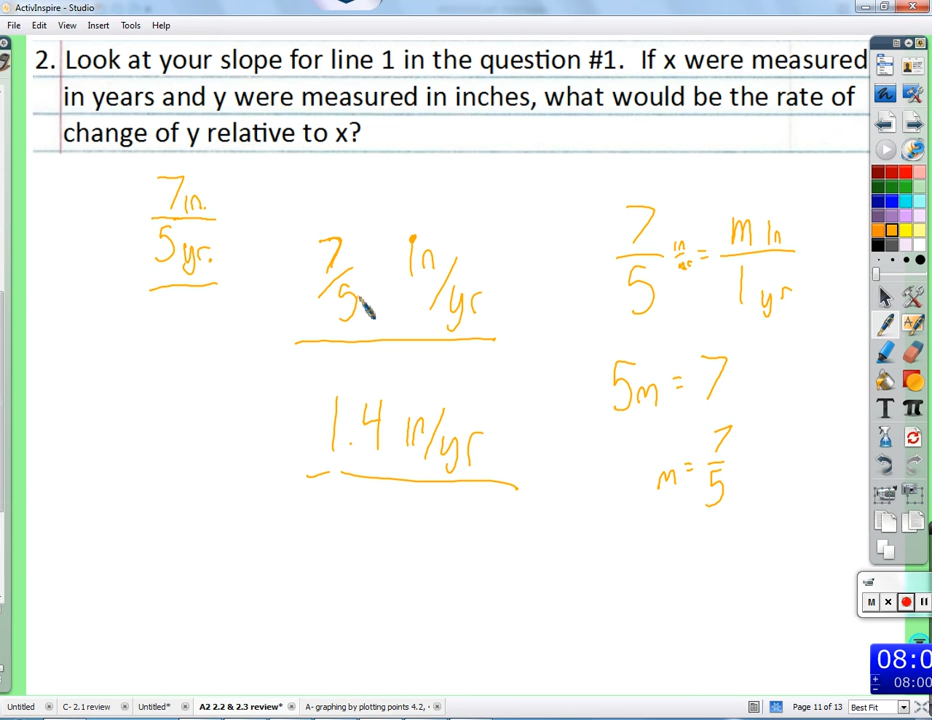 ActivInspire - Studio
File Edit View Insert Tools Help
2. Look at your slope for line 1 in the question #1. If x were measured
in years and y were measured in inches, what would be the rate of
change of y relative to x?
7in.
5yr.
7/5 in/yr
1.4 in/yr
7/5 in/yr = m in/1 yr
5m = 7
m = 7/5
M
08:0
08:00
Untitled C- 2.1 review Untitled* A2 2.2 & 2.3 review* A- graphing by plotting points 4.2, - Page 11 of 13 Best Fit